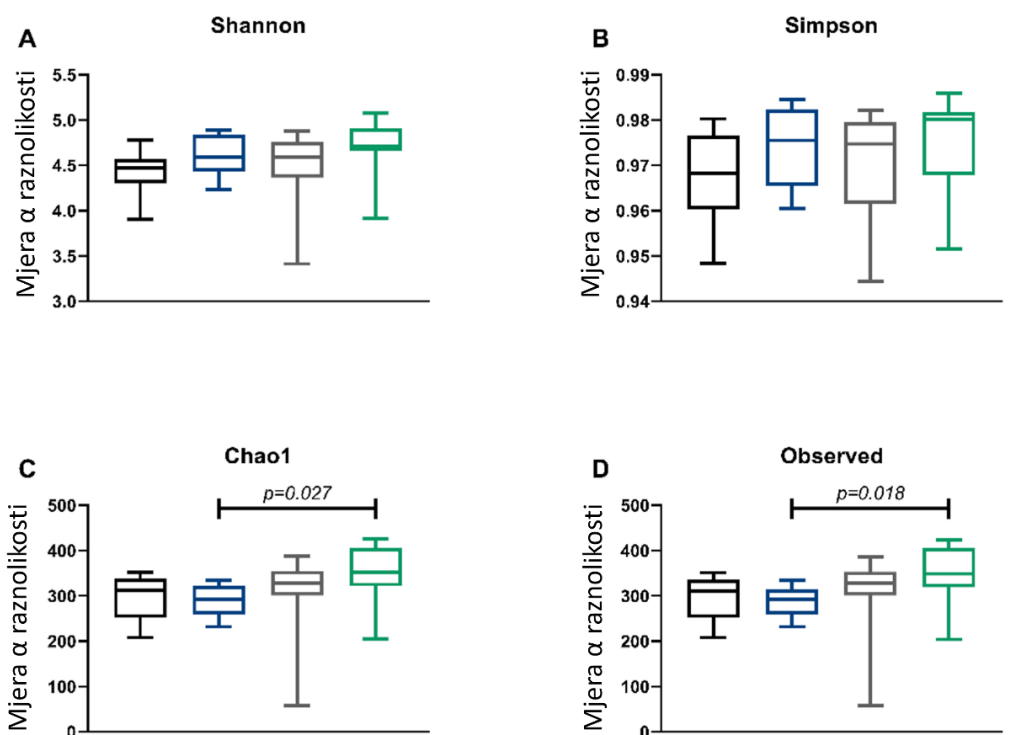 A
Shannon
Mjera α raznolikosti
5.5
5.0
4.5
4.0
3.5
3.0
B
Simpson
Mjera α raznolikosti
0.99
0.98
0.97
0.96
0.95
0.94
C
Chao1
p=0.027
Mjera α raznolikosti
500
400
300
200
100
0
D
Observed
p=0.018
Mjera α raznolikosti
500
400
300
200
100
0